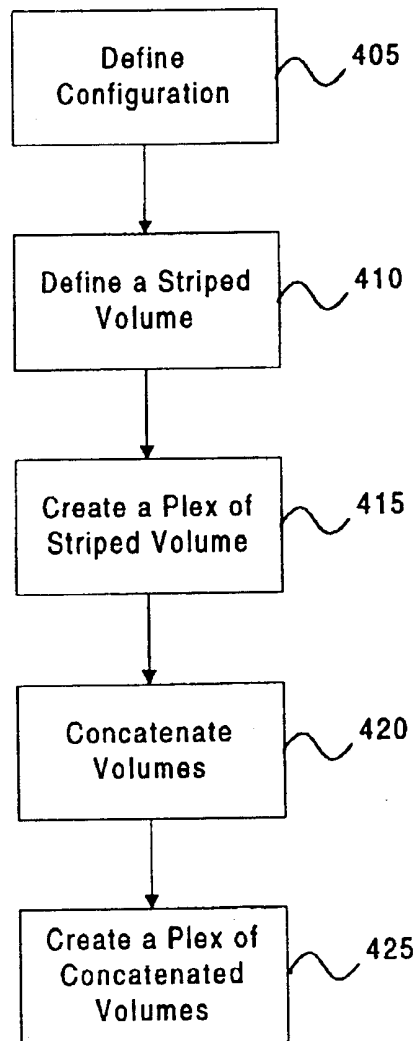 Define
Configuration
405
Define a Striped
Volume
410
Create a Plex of
Striped Volume
415
Concatenate
Volumes
420
Create a Plex of
Concatenated
Volumes
425